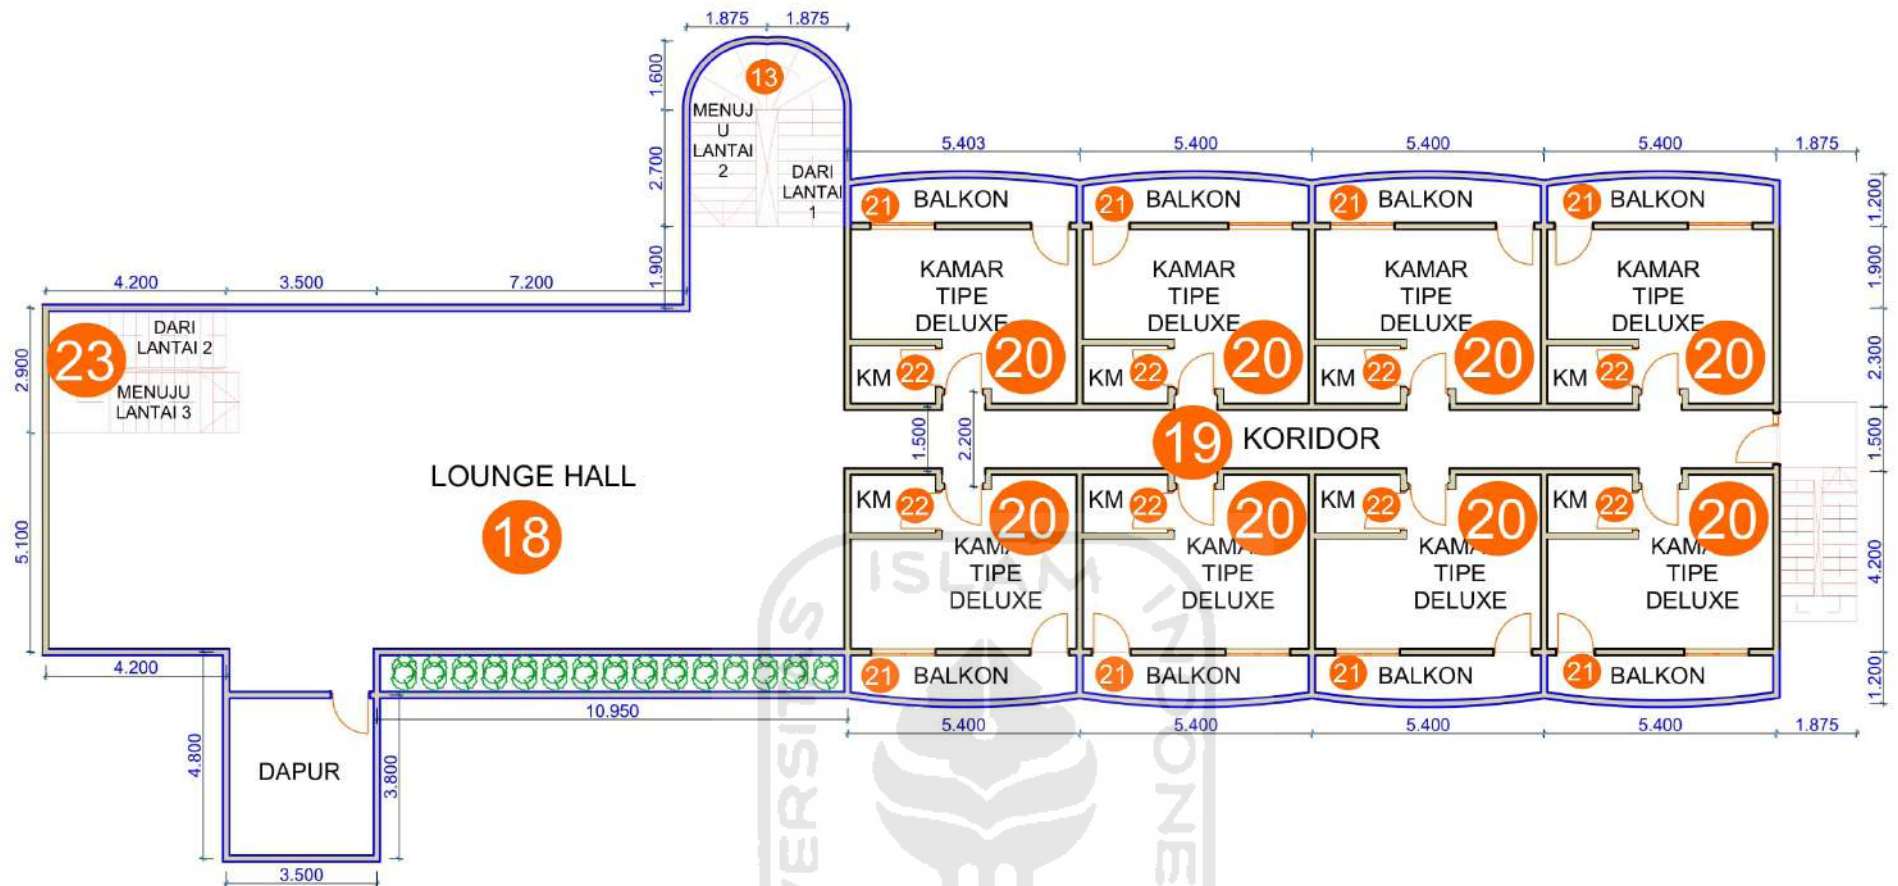 1.875 1.875
1.600
13
MENUJ
U
LANTAI
2
DARI
LANTAI
1
2.700
1.900
5.403 5.400 5.400 5.400 1.875
21 BALKON 21 BALKON 21 BALKON 21 BALKON
1.200
1.900
4.200 3.500 7.200
KAMAR
TIPE
DELUXE
KAMAR
TIPE
DELUXE
KAMAR
TIPE
DELUXE
KAMAR
TIPE
DELUXE
20 20 20 20
2.300
DARI
LANTAI 2
23
MENUJU
LANTAI 3
2.900
KM 22 KM 22 KM 22 KM 22
1.500 2.200
19 KORIDOR
1.500
LOUNGE HALL
18
5.100
KM 22 KM 22 KM 22 KM 22
20 20 20 20
TIPE
DELUXE
TIPE
DELUXE
TIPE
DELUXE
TIPE
DELUXE
4.200
21 BALKON 21 BALKON 21 BALKON 21 BALKON
1.200
4.200
10.950
5.400 5.400 5.400 5.400 1.875
4.800
DAPUR
3.800
3.500
ISLAM